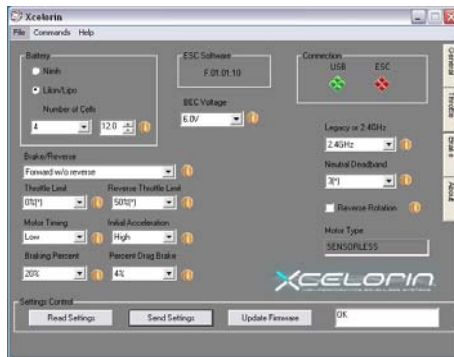 Xcelorin
File Commands Help
Battery
Nimh
LiIon/Lipo
Number of Cells
4 12.0
ESC Software
F.01.01.10
BEC Voltage
6.0V
Connection
USB ESC
Legacy or 2.4GHz
2.4GHz
Neutral Deadband
3(*)
Reverse Rotation
Motor Type
SENSORLESS
Brake/Reverse
Forward w/o reverse
Throttle Limit Reverse Throttle Limit
0%(*) 50%(*)
Motor Timing Initial Acceleration
Low High
Braking Percent Percent Drag Brake
20% 4%
XCELORIN
Settings Control
Read Settings Send Settings Update Firmware OK
General
Throttle
Brake
About